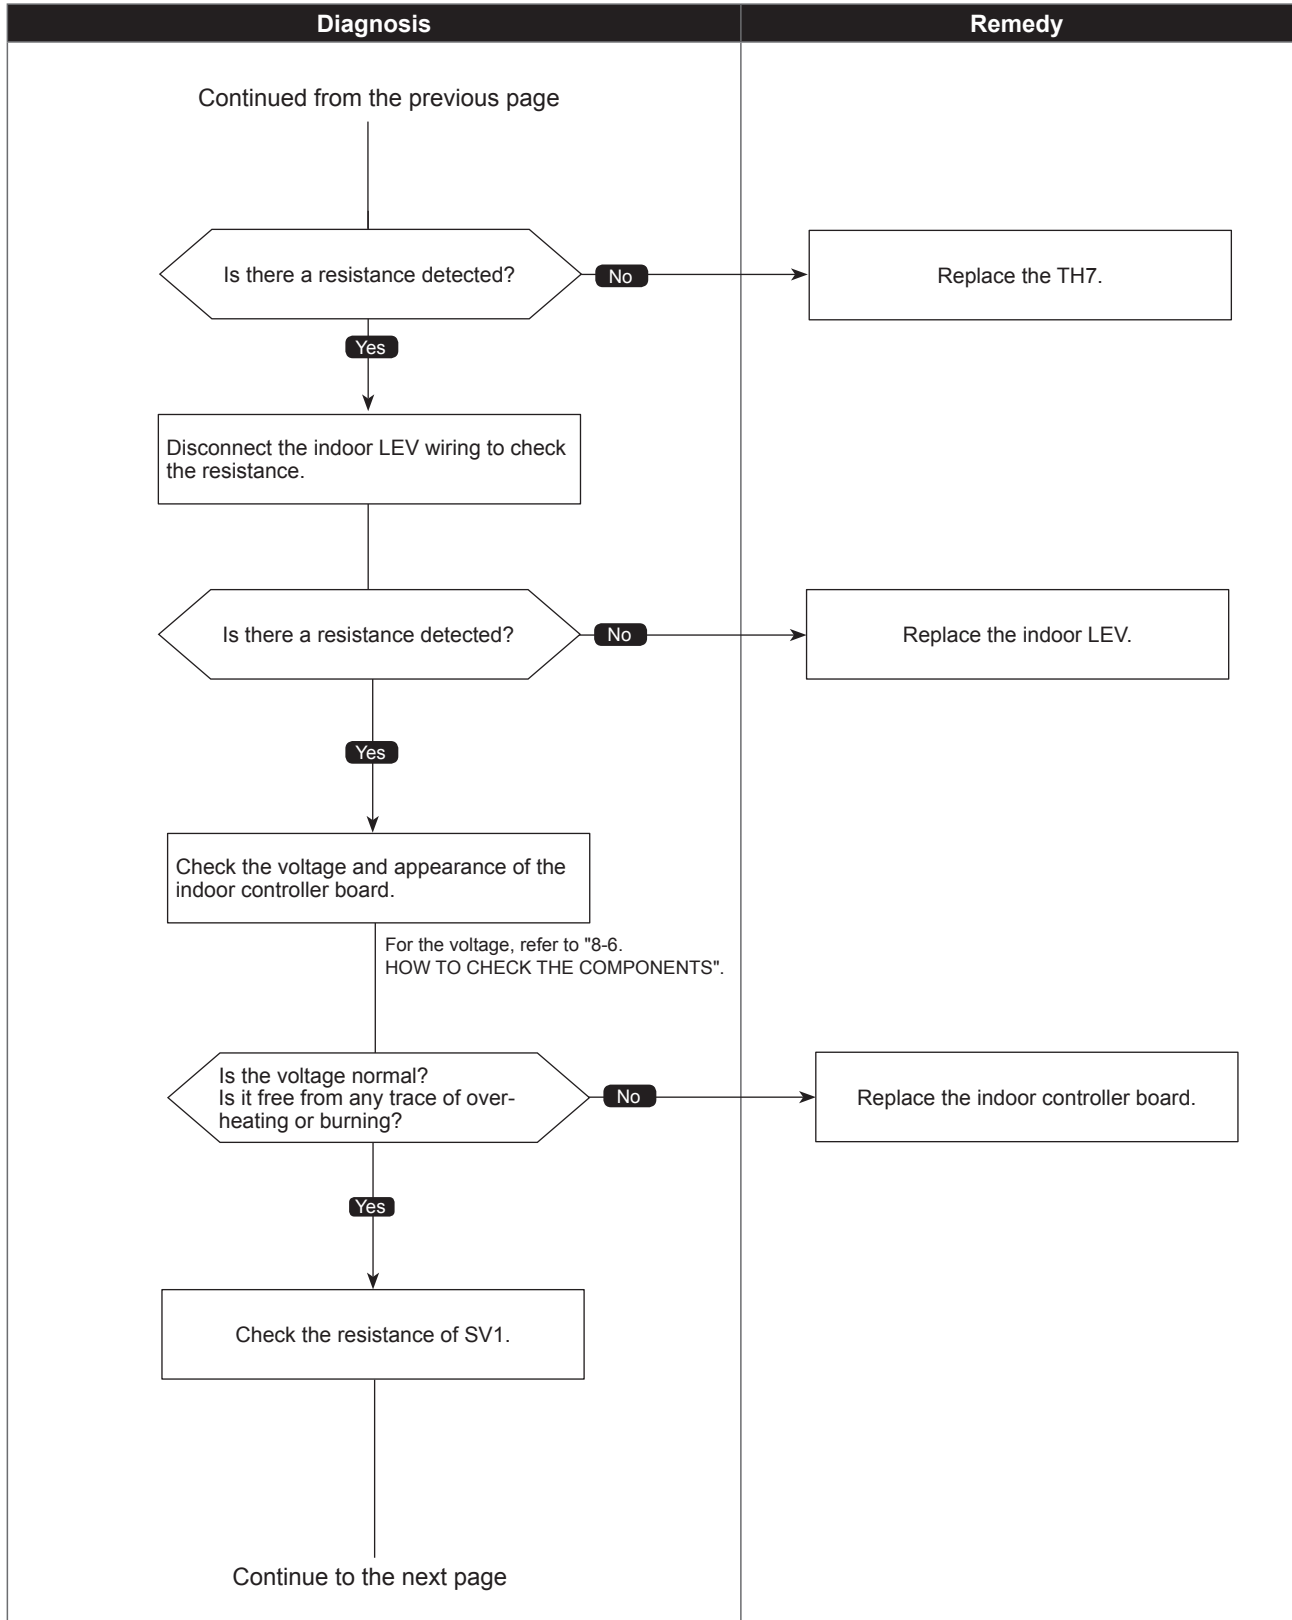 Diagnosis
Remedy
Continued from the previous page
Is there a resistance detected?
No
Replace the TH7.
Yes
Disconnect the indoor LEV wiring to check
the resistance.
Is there a resistance detected?
No
Replace the indoor LEV.
Yes
Check the voltage and appearance of the
indoor controller board.
For the voltage, refer to "8-6.
HOW TO CHECK THE COMPONENTS".
Is the voltage normal?
Is it free from any trace of over-
heating or burning?
No
Replace the indoor controller board.
Yes
Check the resistance of SV1.
Continue to the next page